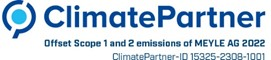 ClimatePartner
Offset Scope 1 and 2 emissions of MEYLE AG 2022
ClimatePartner-ID 15325-2308-1001